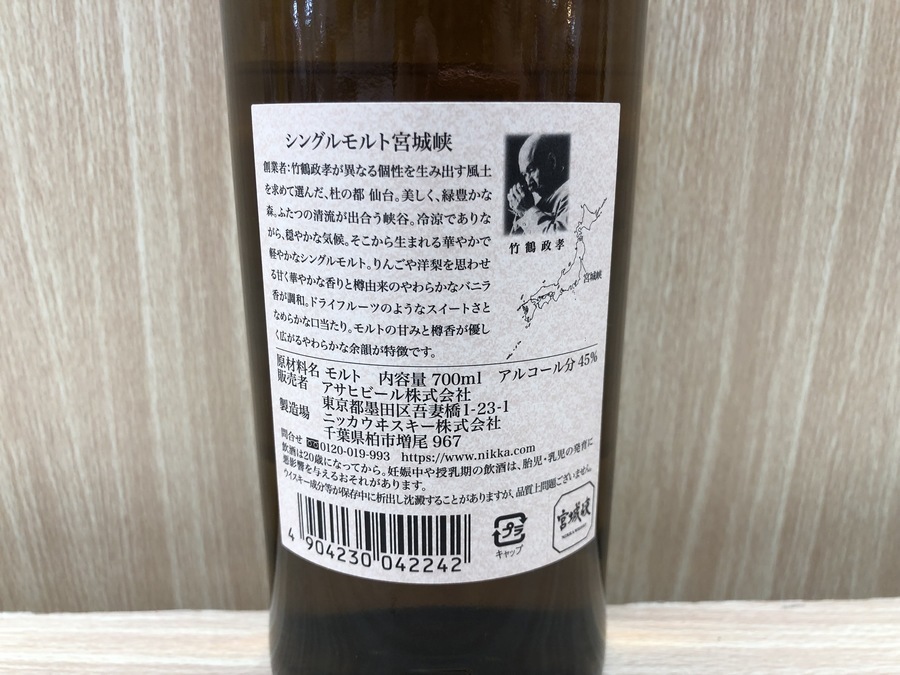 シングルモルト宮城峡
創業者:竹鶴政孝が異なる個性を生み出す風土
を求めて選んだ、杜の都 仙台。美しく、緑豊かな
森。ふたつの清流が出合う峡谷。冷涼でありな
がら、穏やかな気候。そこから生まれる華やかで
軽やかなシングルモルト。りんごや洋梨を思わせ
る甘く華やかな香りと樽由来のやわらかなバニラ
香が調和。ドライフルーツのようなスイートさと
なめらかな口当たり。モルトの甘みと樽香が優し
く広がるやわらかな余韻が特徴です。
竹鶴政孝
宮城峡
原材料名 モルト 内容量 700ml アルコール分 45%
販売者 アサヒビール株式会社
東京都墨田区吾妻橋1-23-1
製造場 ニッカウヰスキー株式会社
千葉県柏市増尾 967
問合せ 0120-019-993 https://www.nikka.com
飲酒は20歳になってから。妊娠中や授乳期の飲酒は、胎児・乳児の発育に
悪影響を与えるおそれがあります。
ウイスキー成分等が保存中に析出し沈澱することがありますが、品質上問題ございません。
4 904230 042242
プラ
キャップ
宮城峡